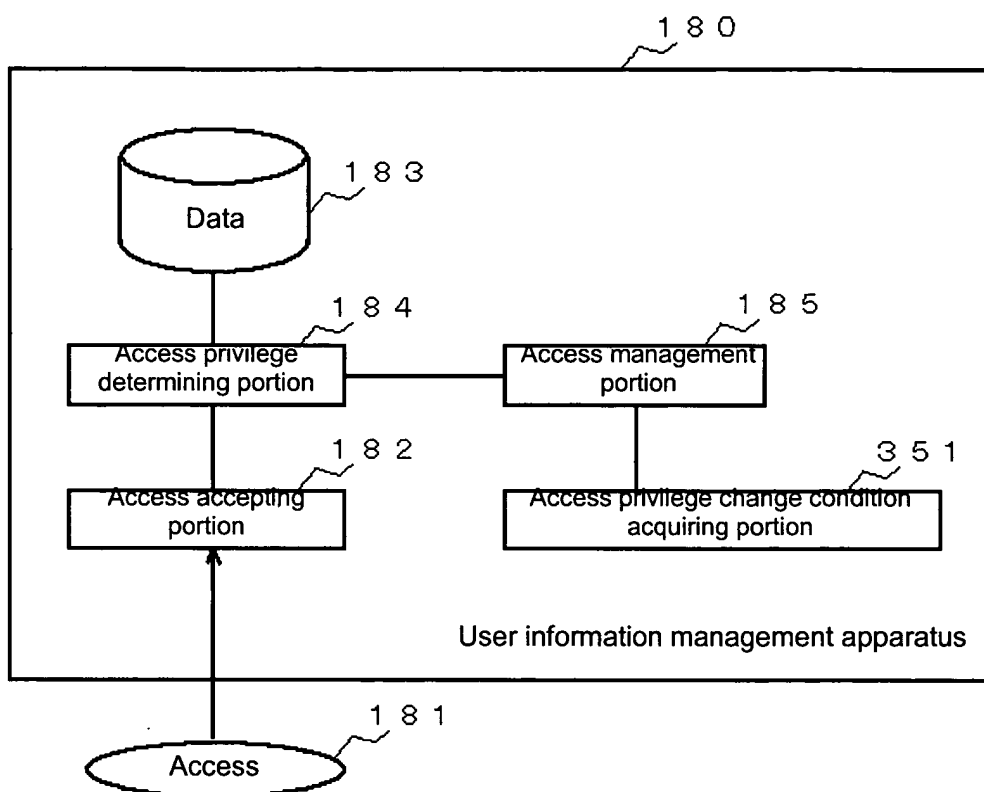 １８０
１８３
Data
１８４
１８５
Access privilege
determining portion
Access management
portion
１８２
３５１
Access accepting
portion
Access privilege change condition
acquiring portion
User information management apparatus
１８１
Access